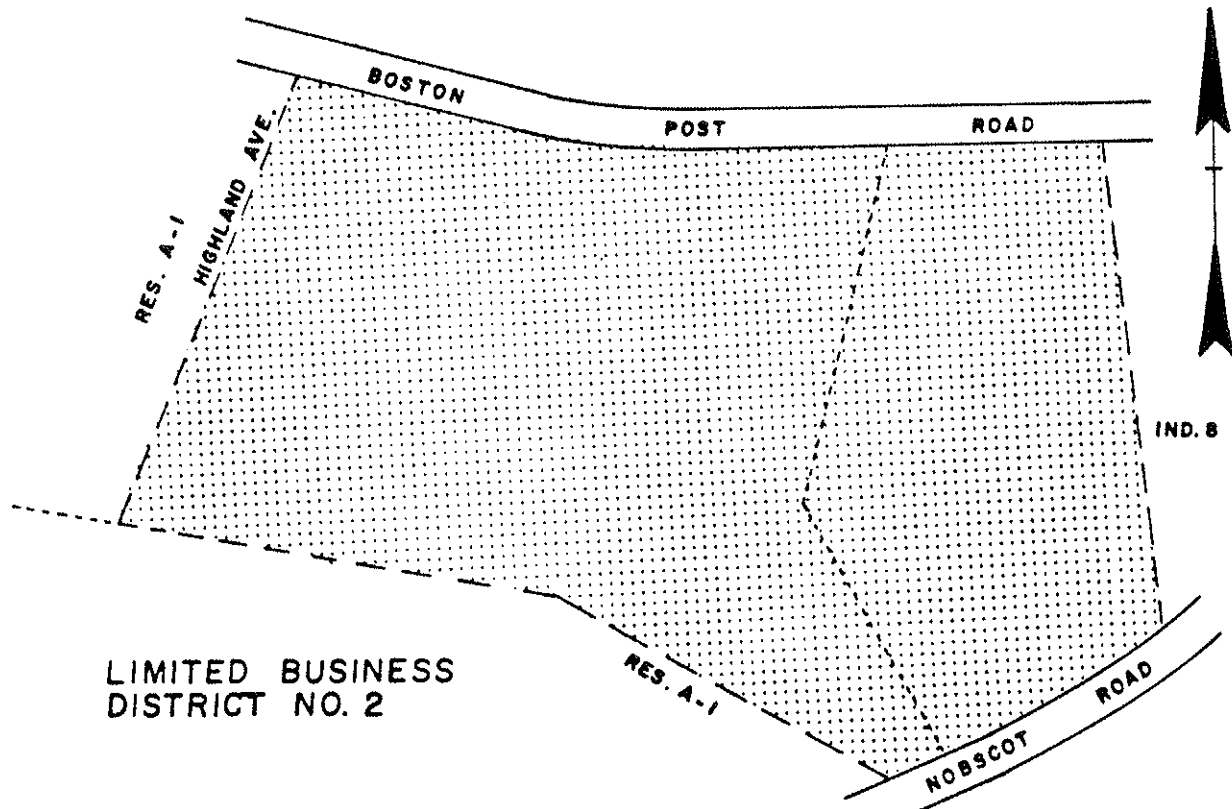 BOSTON POST ROAD
HIGHLAND AVE.
RES. A-1
IND. 8
RES. A-1
LIMITED BUSINESS
DISTRICT NO. 2
NOBSCOT ROAD